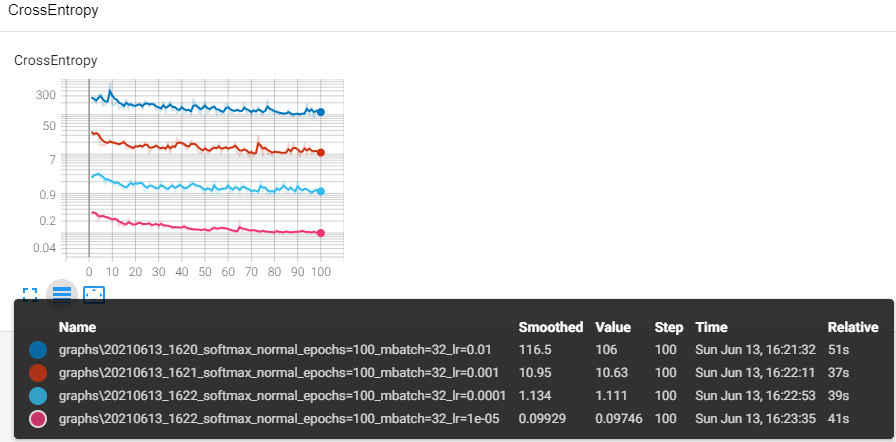 CrossEntropy
CrossEntropy
300
50
7
0.9
0.2
0.04
0 10 20 30 40 50 60 70 80 90 100
Name Smoothed Value Step Time Relative
graphs\20210613_1620_softmax_normal_epochs=100_mbatch=32_lr=0.01 116.5 106 100 Sun Jun 13, 16:21:32 51s
graphs\20210613_1621_softmax_normal_epochs=100_mbatch=32_lr=0.001 10.95 10.63 100 Sun Jun 13, 16:22:11 37s
graphs\20210613_1622_softmax_normal_epochs=100_mbatch=32_lr=0.0001 1.134 1.111 100 Sun Jun 13, 16:22:53 39s
graphs\20210613_1622_softmax_normal_epochs=100_mbatch=32_lr=1e-05 0.09929 0.09746 100 Sun Jun 13, 16:23:35 41s